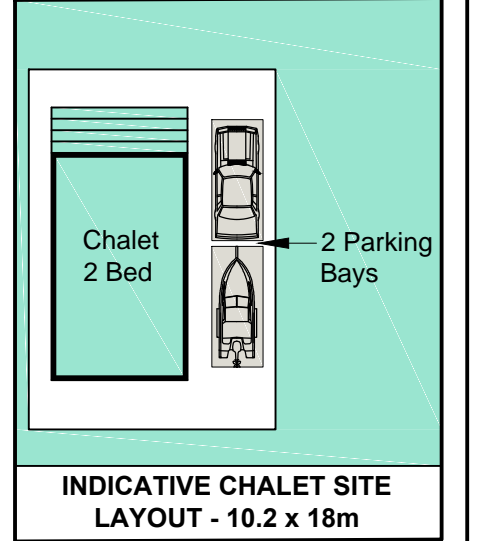 Chalet
2 Bed
2 Parking
Bays
INDICATIVE CHALET SITE
LAYOUT - 10.2 x 18m